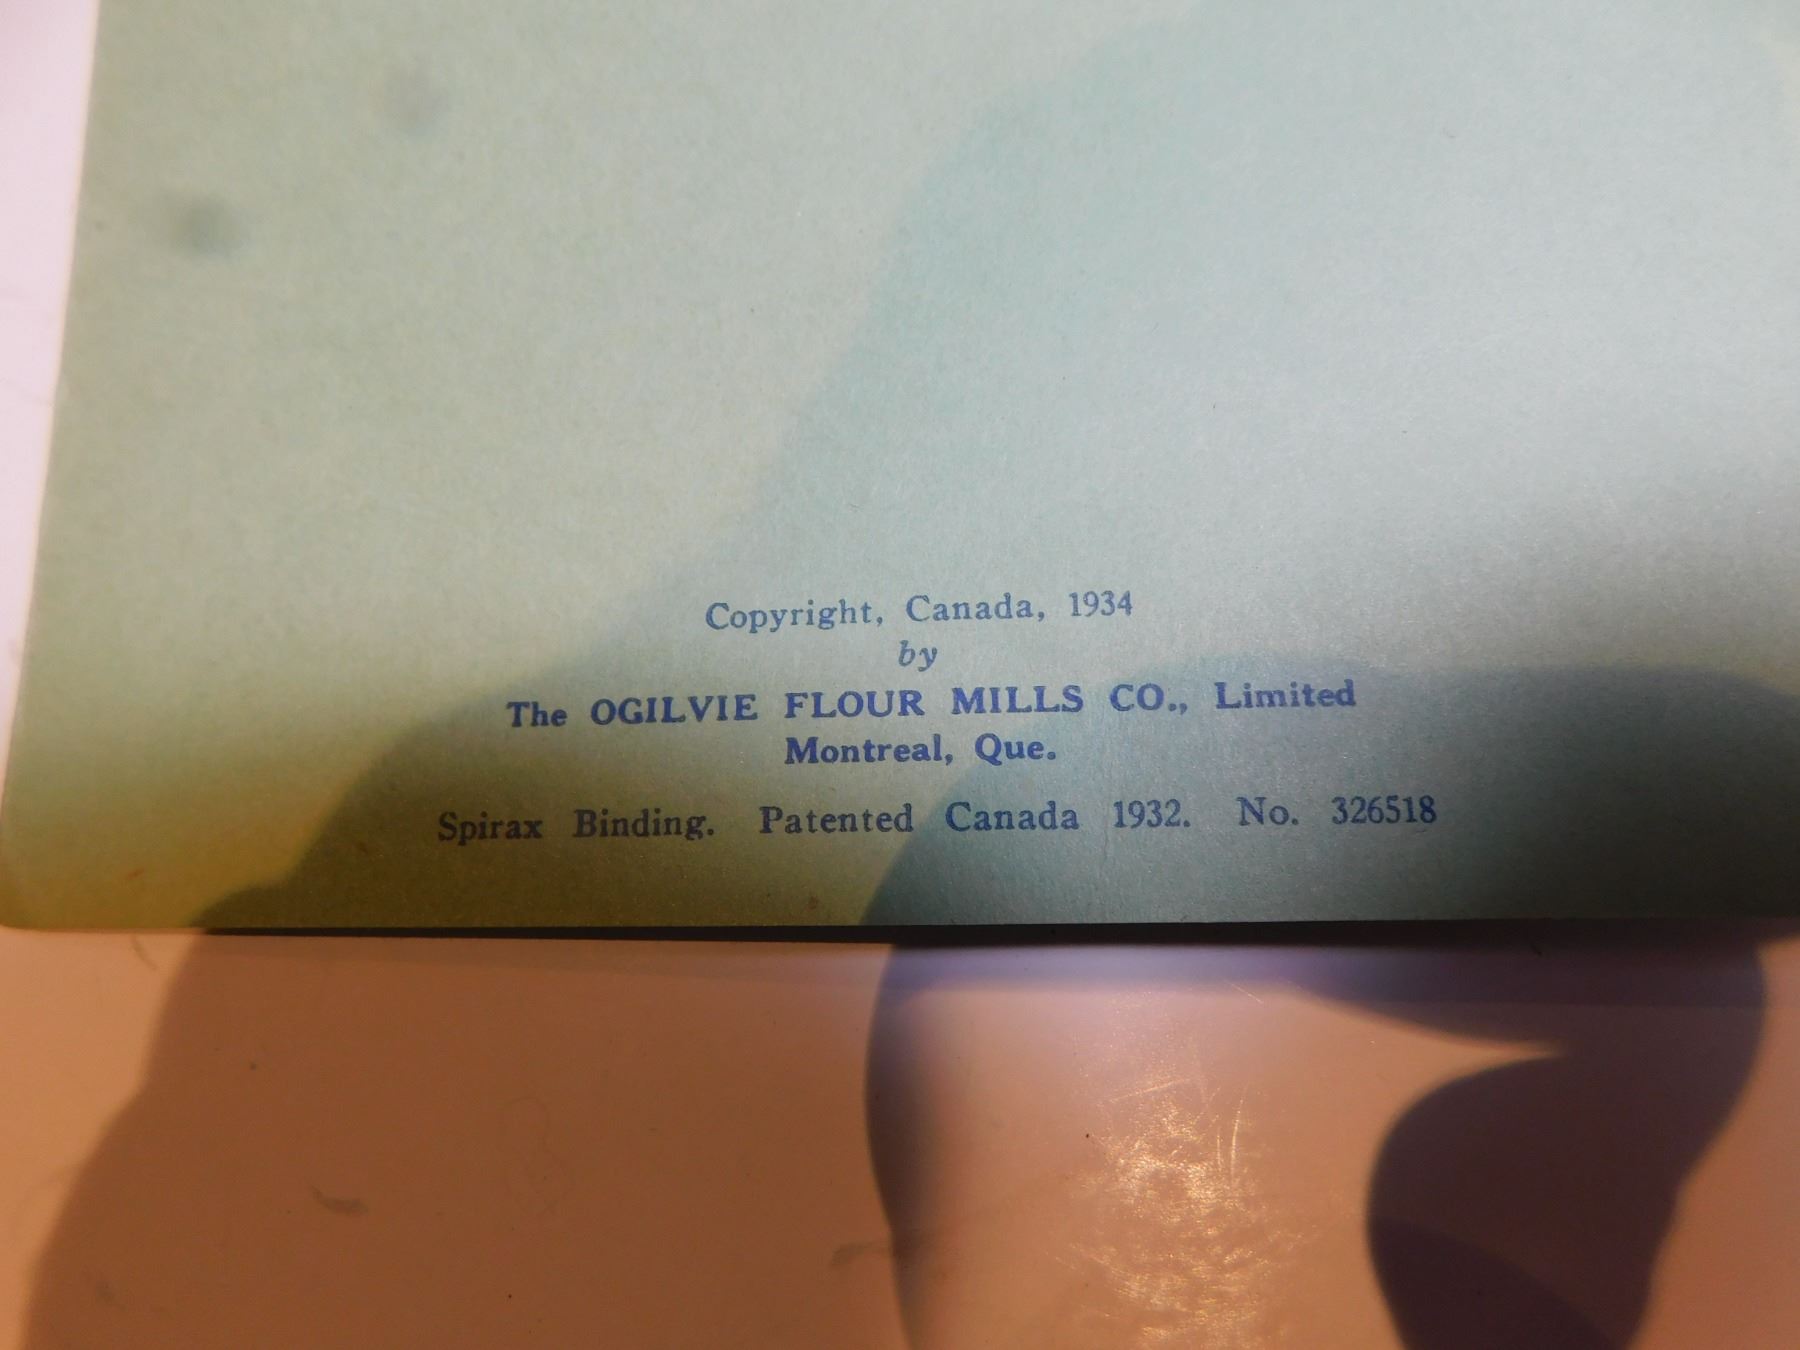 Copyright, Canada, 1934
by
The OGILVIE FLOUR MILLS CO., Limited
Montreal, Que.
Spirax Binding. Patented Canada 1932. No. 326518